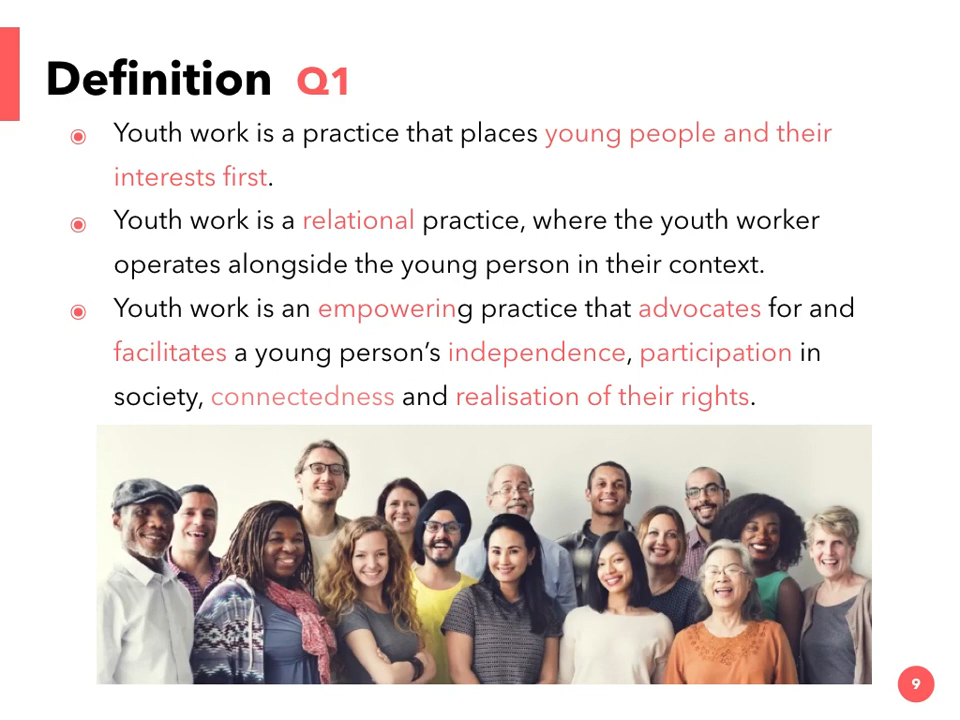 Definition Q1
Youth work is a practice that places young people and their
interests first.
Youth work is a relational practice, where the youth worker
operates alongside the young person in their context.
Youth work is an empowering practice that advocates for and
facilitates a young person’s independence, participation in
society, connectedness and realisation of their rights.
9